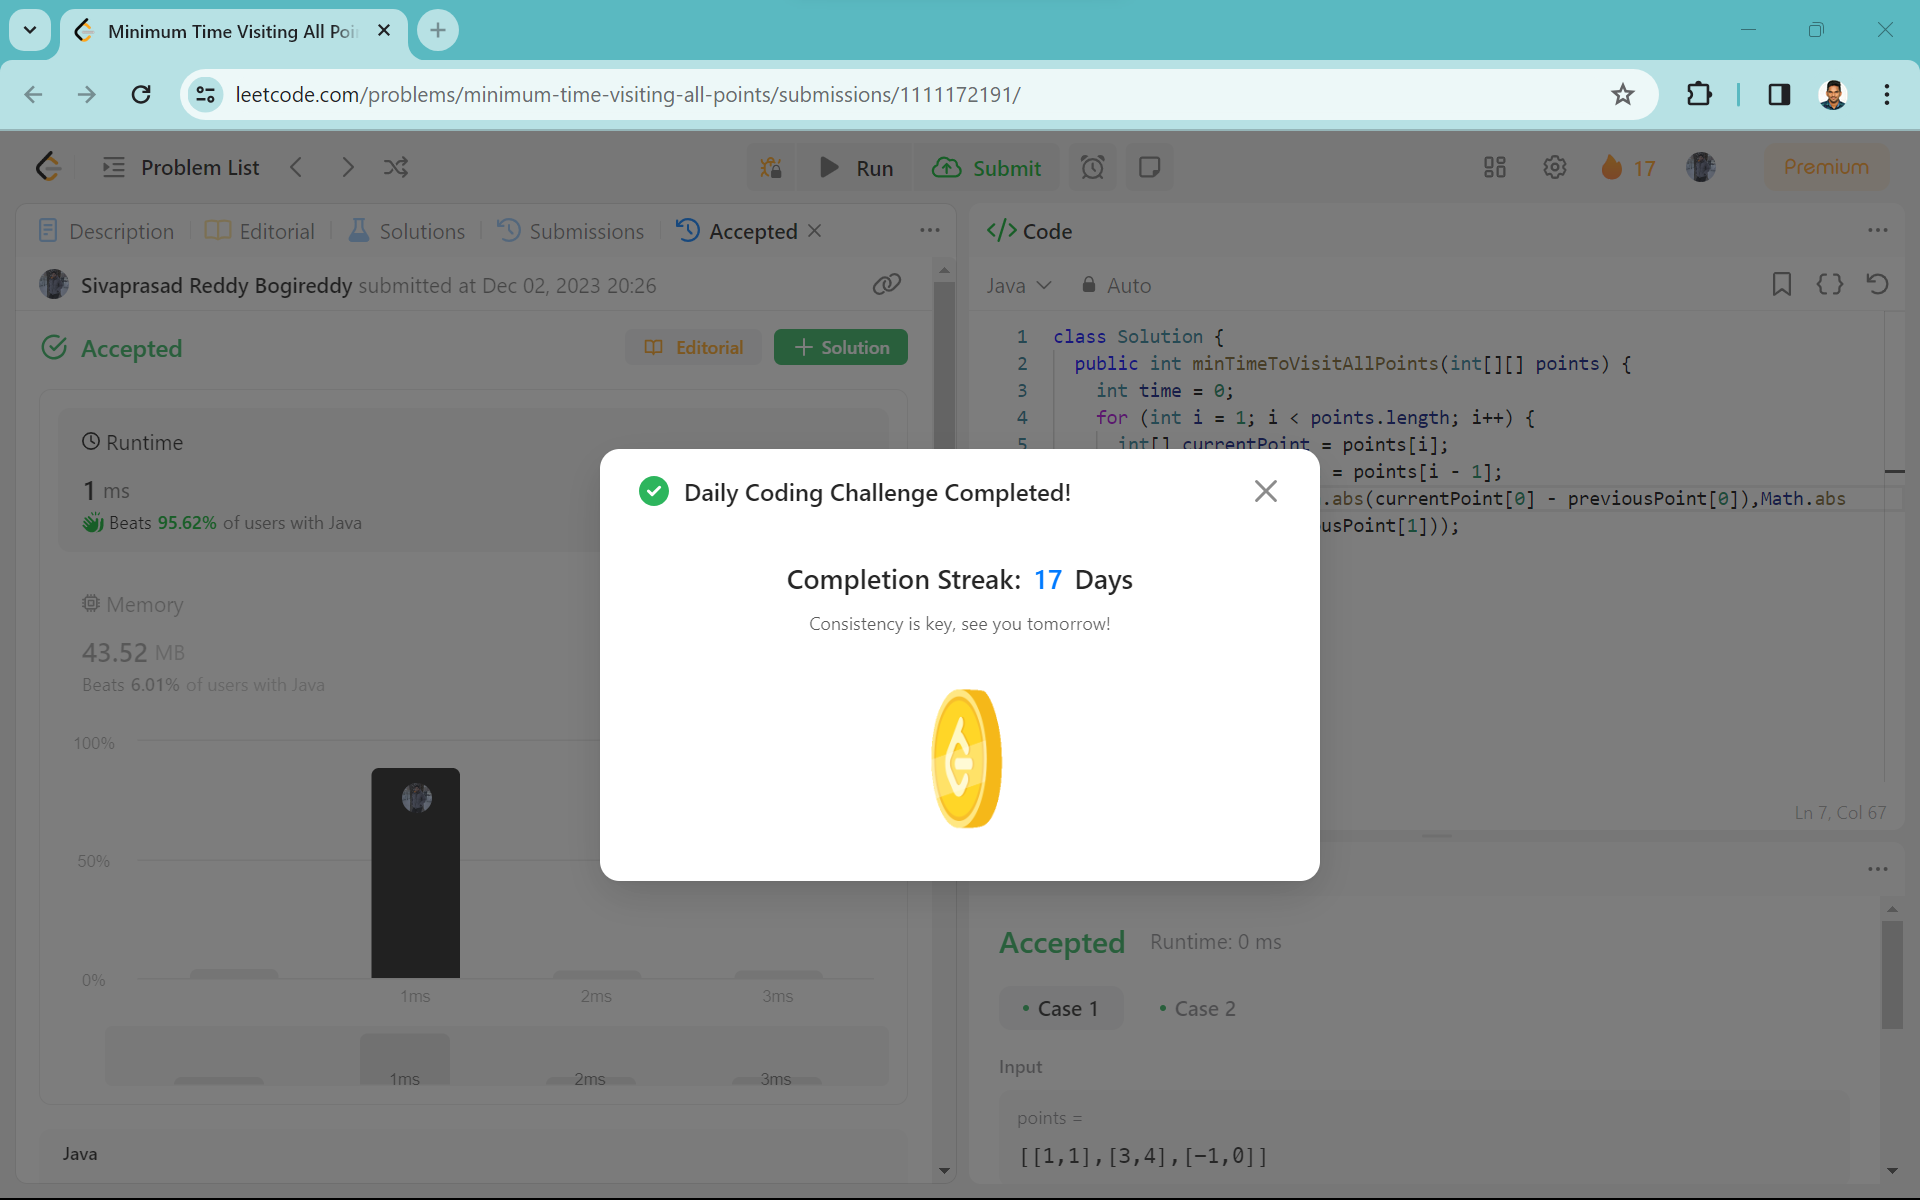 Minimum Time Visiting All Poi
leetcode.com/problems/minimum-time-visiting-all-points/submissions/1111172191/
Problem List
Run
Submit
17
Premium
Description
Editorial
Solutions
Submissions
Accepted
Sivaprasad Reddy Bogireddy submitted at Dec 02, 2023 20:26
Accepted
Editorial
Solution
Runtime
1 ms
Beats 95.62% of users with Java
Memory
43.52 MB
Beats 6.01% of users with Java
100%
50%
0%
1ms
2ms
3ms
1ms
2ms
3ms
Java
</> Code
Java
Auto
1 class Solution {
2 public int minTimeToVisitAllPoints(int[][] points) {
3 int time = 0;
4 for (int i = 1; i < points.length; i++) {
5 int[] currentPoint = points[i];
= points[i - 1];
.abs(currentPoint[0] - previousPoint[0]),Math.abs
usPoint[1]));
Ln 7, Col 67
Daily Coding Challenge Completed!
Completion Streak: 17 Days
Consistency is key, see you tomorrow!
Accepted
Runtime: 0 ms
Case 1
Case 2
Input
points =
[[1,1],[3,4],[-1,0]]